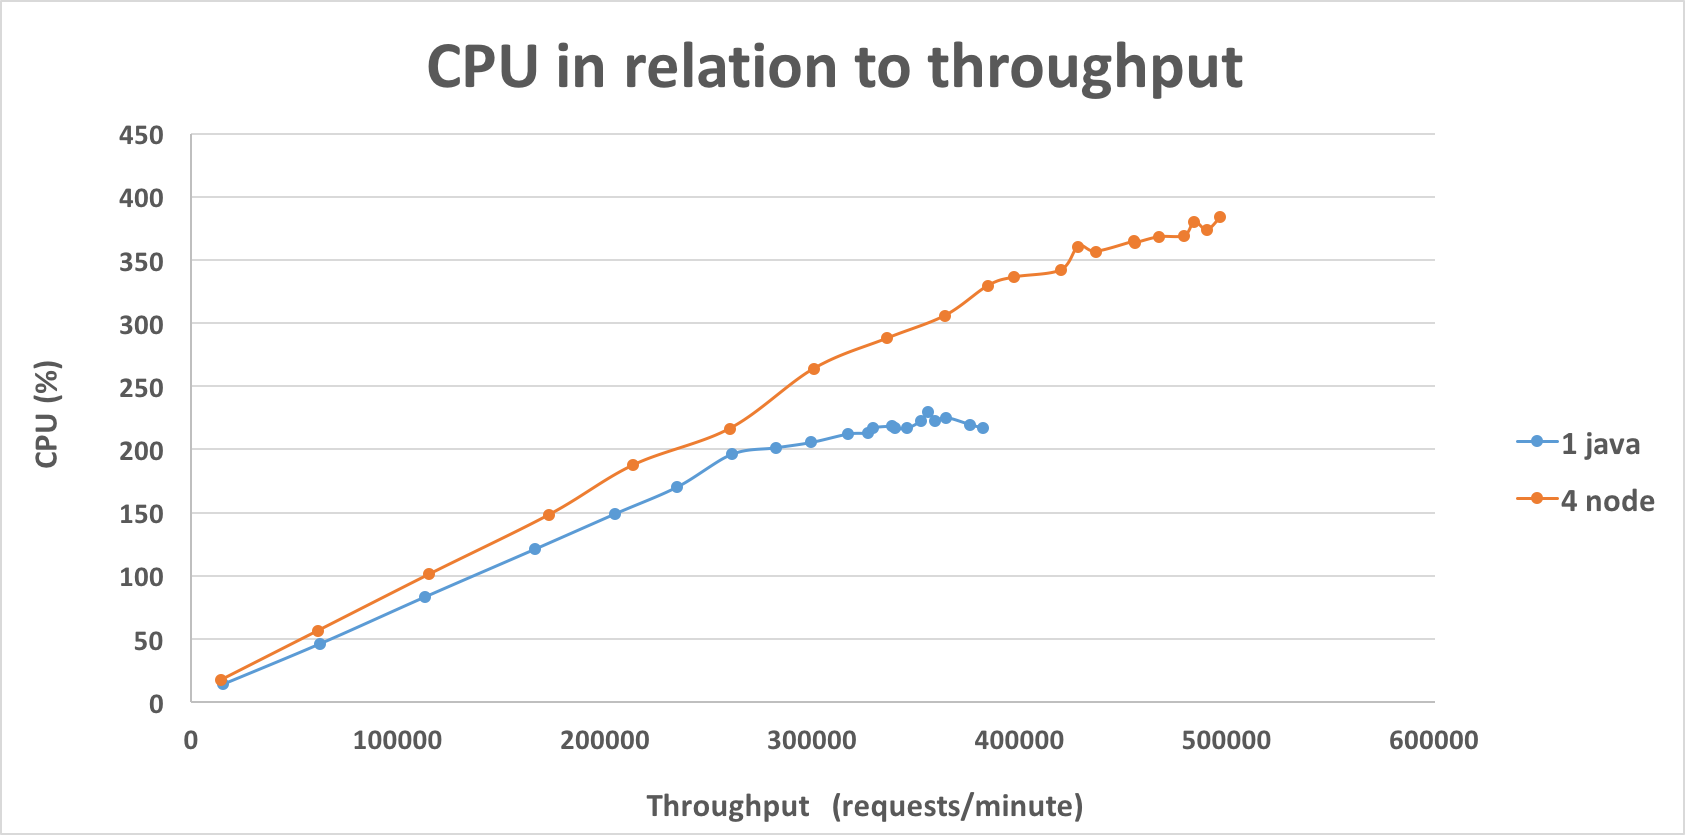 CPU in relation to throughput
450
400
350
300
250
200
150
100
50
0
CPU (%)
0 100000 200000 300000 400000 500000 600000
Throughput (requests/minute)
1 java
4 node